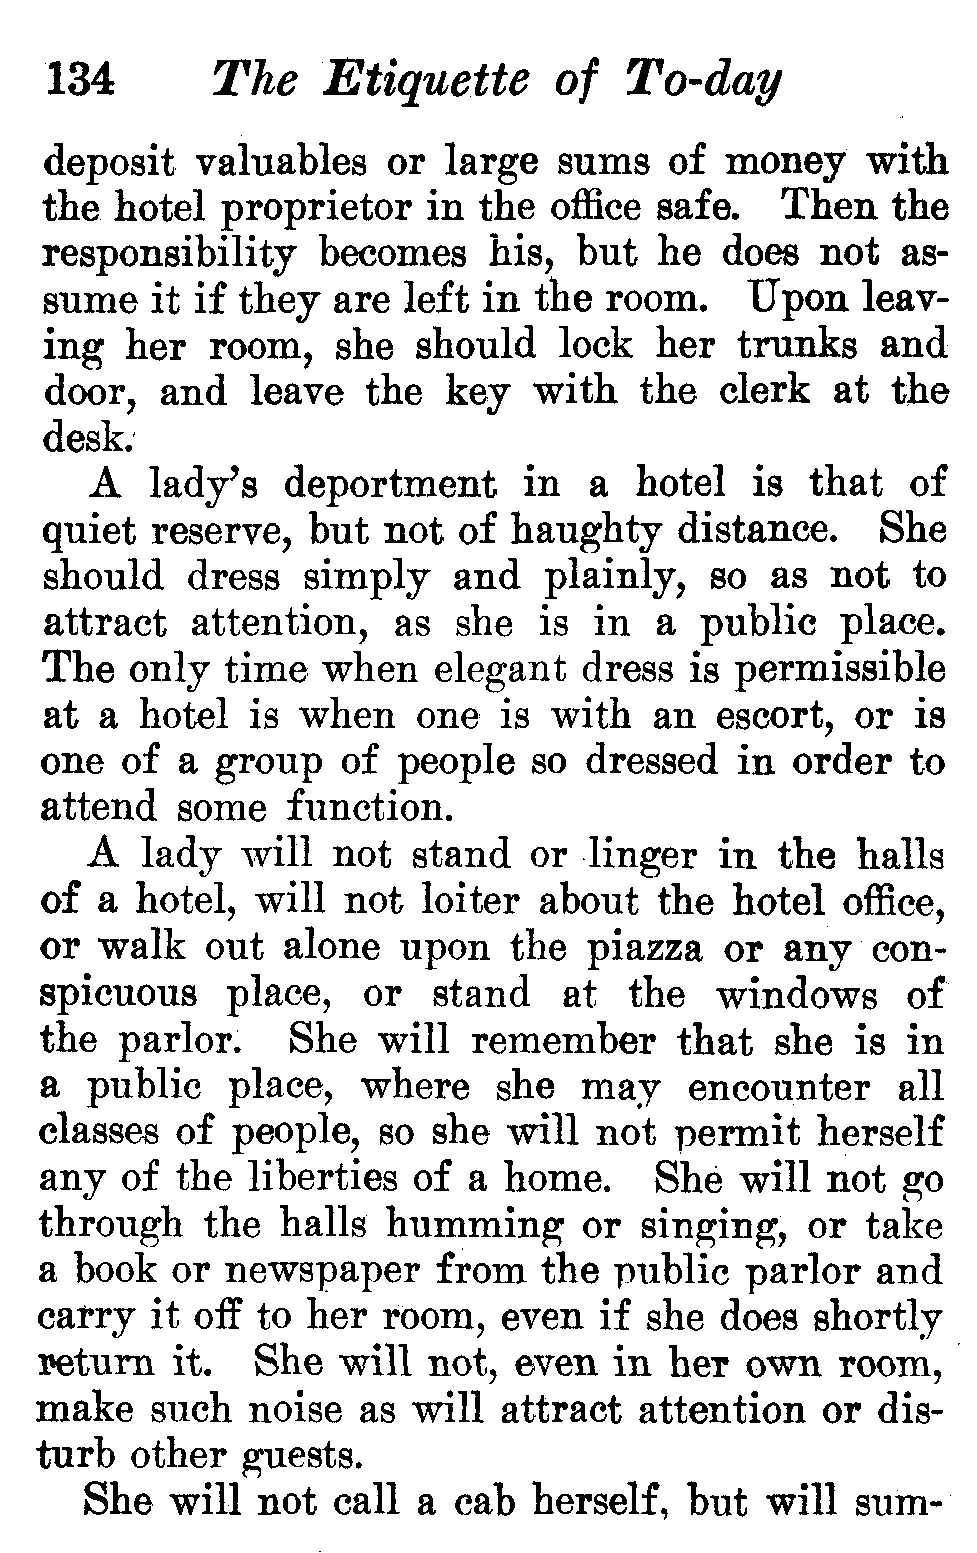 134 The Etiquette of To-day
deposit valuables or large sums of money with
the hotel proprietor in the office safe. Then the
responsibility becomes his, but he does not as-
sume it if they are left in the room. Upon leav-
ing her room, she should lock her trunks and
door, and leave the key with the clerk at the
desk.
A lady's deportment in a hotel is that of
quiet reserve, but not of haughty distance. She
should dress simply and plainly, so as not to
attract attention, as she is in a public place.
The only time when elegant dress is permissible
at a hotel is when one is with an escort, or is
one of a group of people so dressed in order to
attend some function.
A lady will not stand or linger in the halls
of a hotel, will not loiter about the hotel office,
or walk out alone upon the piazza or any con-
spicuous place, or stand at the windows of
the parlor. She will remember that she is in
a public place, where she may encounter all
classes of people, so she will not permit herself
any of the liberties of a home. She will not go
through the halls humming or singing, or take
a book or newspaper from the public parlor and
carry it off to her room, even if she does shortly
return it. She will not, even in her own room,
make such noise as will attract attention or dis-
turb other guests.
She will not call a cab herself, but will sum-